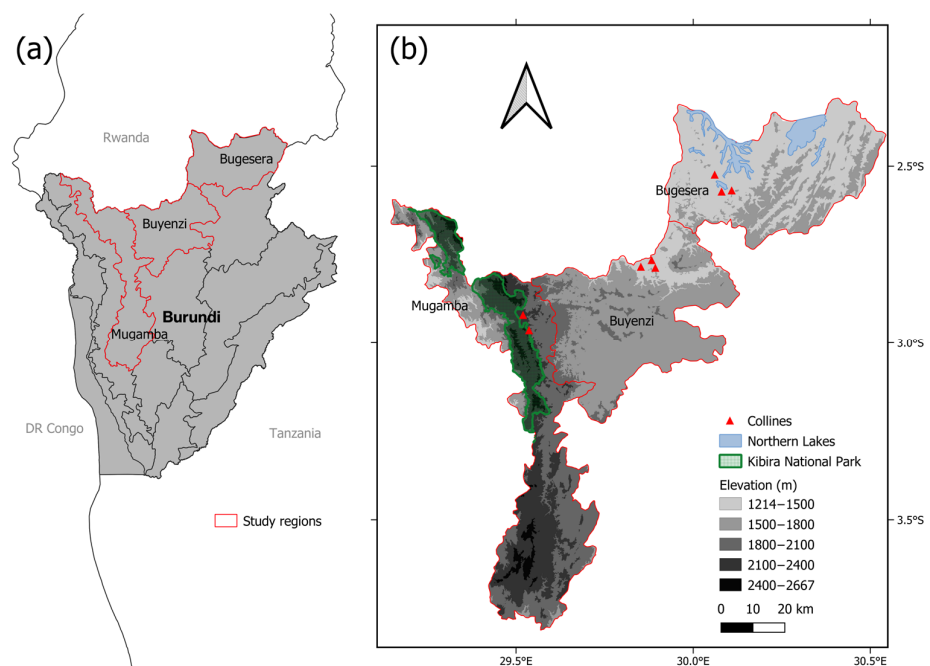 (a)
Rwanda
Bugesera
Buyenzi
Burundi
Mugamba
DR Congo
Tanzania
Study regions
(b)
2.5°S
Bugesera
Mugamba
Buyenzi
3.0°S
Collines
Northern Lakes
Kibira National Park
Elevation (m)
1214–1500
1500–1800
3.5°S
1800–2100
2100–2400
2400–2667
0 10 20 km
29.5°E 30.0°E 30.5°E